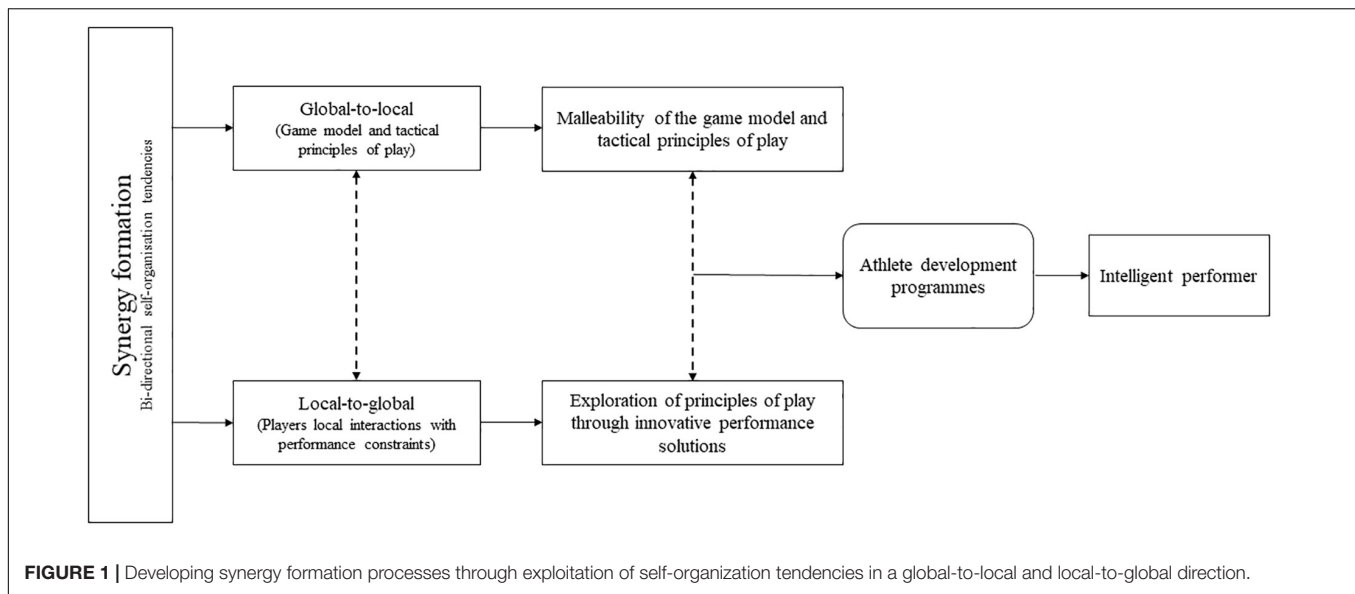 Synergy formation
Bi-directional self-organisation tendencies
Global-to-local
(Game model and tactical
principles of play)
Malleability of the game model and
tactical principles of play
Local-to-global
(Players local interactions with
performance constraints)
Exploration of principles of play
through innovative performance
solutions
Athlete development
programmes
Intelligent performer
FIGURE 1 | Developing synergy formation processes through exploitation of self-organization tendencies in a global-to-local and local-to-global direction.